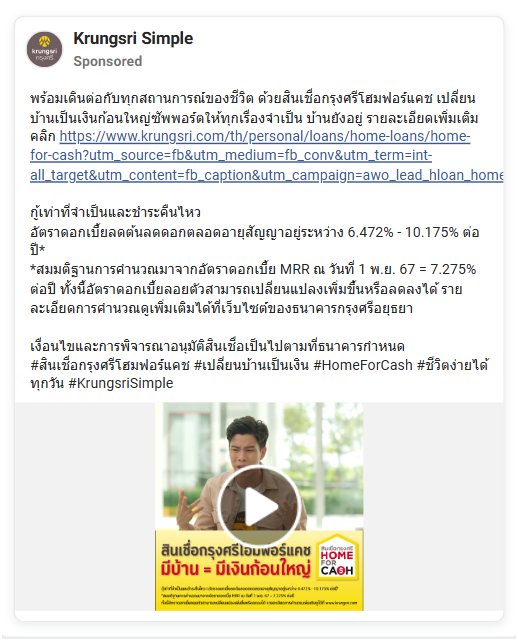 krungsri
กรุงศรี
Krungsri Simple
Sponsored
พร้อมเดินต่อกับทุกสถานการณ์ของชีวิต ด้วยสินเชื่อกรุงศรีโฮมฟอร์แคช เปลี่ยน
บ้านเป็นเงินก้อนใหญ่ซัพพอร์ตให้ทุกเรื่องจำเป็น บ้านยังอยู่ รายละเอียดเพิ่มเติม
คลิก https://www.krungsri.com/th/personal/loans/home-loans/home-
for-cash?utm_source=fb&utm_medium=fb_conv&utm_term=int-
all_target&utm_content=fb_caption&utm_campaign=awo_lead_hloan_home
กู้เท่าที่จำเป็นและชำระคืนไหว
อัตราดอกเบี้ยลดต้นลดดอกตลอดอายุสัญญาอยู่ระหว่าง 6.472% - 10.175% ต่อ
ปี*
*สมมติฐานการคำนวณมาจากอัตราดอกเบี้ย MRR ณ วันที่ 1 พ.ย. 67 = 7.275%
ต่อปี ทั้งนี้อัตราดอกเบี้ยลอยตัวสามารถเปลี่ยนแปลงเพิ่มขึ้นหรือลดลงได้ ราย
ละเอียดการคำนวณดูเพิ่มเติมได้ที่เว็บไซต์ของธนาคารกรุงศรีอยุธยา
เงื่อนไขและการพิจารณาอนุมัติสินเชื่อเป็นไปตามที่ธนาคารกำหนด
#สินเชื่อกรุงศรีโฮมฟอร์แคช #เปลี่ยนบ้านเป็นเงิน #HomeForCash #ชีวิตง่ายได้
ทุกวัน #KrungsriSimple
สินเชื่อกรุงศรีโฮมฟอร์แคช
มีบ้าน = มีเงินก้อนใหญ่
สินเชื่อกรุงศรี
HOME
FOR
CASH